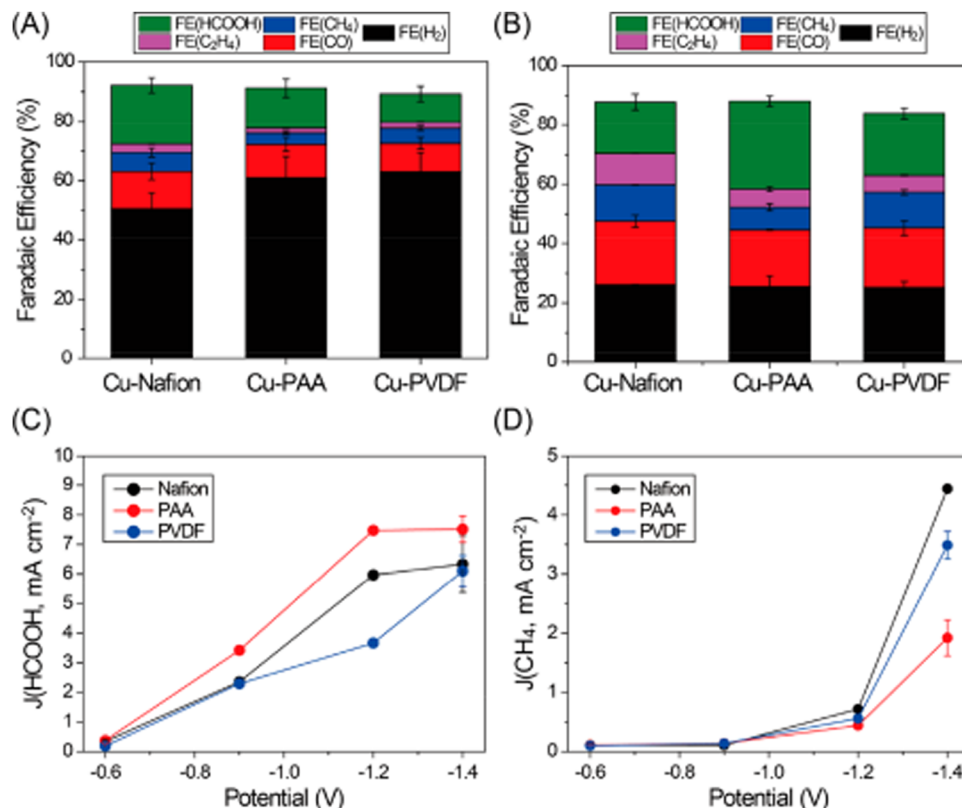 (A)
FE(HCOOH) FE(CH₄) FE(H₂)
FE(C₂H₄) FE(CO)
Faradaic Efficiency (%)
100
80
60
40
20
0
Cu-Nafion Cu-PAA Cu-PVDF
(B)
FE(HCOOH) FE(CH₄) FE(H₂)
FE(C₂H₄) FE(CO)
Faradaic Efficiency (%)
100
80
60
40
20
0
Cu-Nafion Cu-PAA Cu-PVDF
(C)
Nafion
PAA
PVDF
J(HCOOH, mA cm⁻²)
10
9
8
7
6
5
4
3
2
1
0
-0.6 -0.8 -1.0 -1.2 -1.4
Potential (V)
(D)
Nafion
PAA
PVDF
J(CH₄, mA cm⁻²)
5
4
3
2
1
0
-0.6 -0.8 -1.0 -1.2 -1.4
Potential (V)